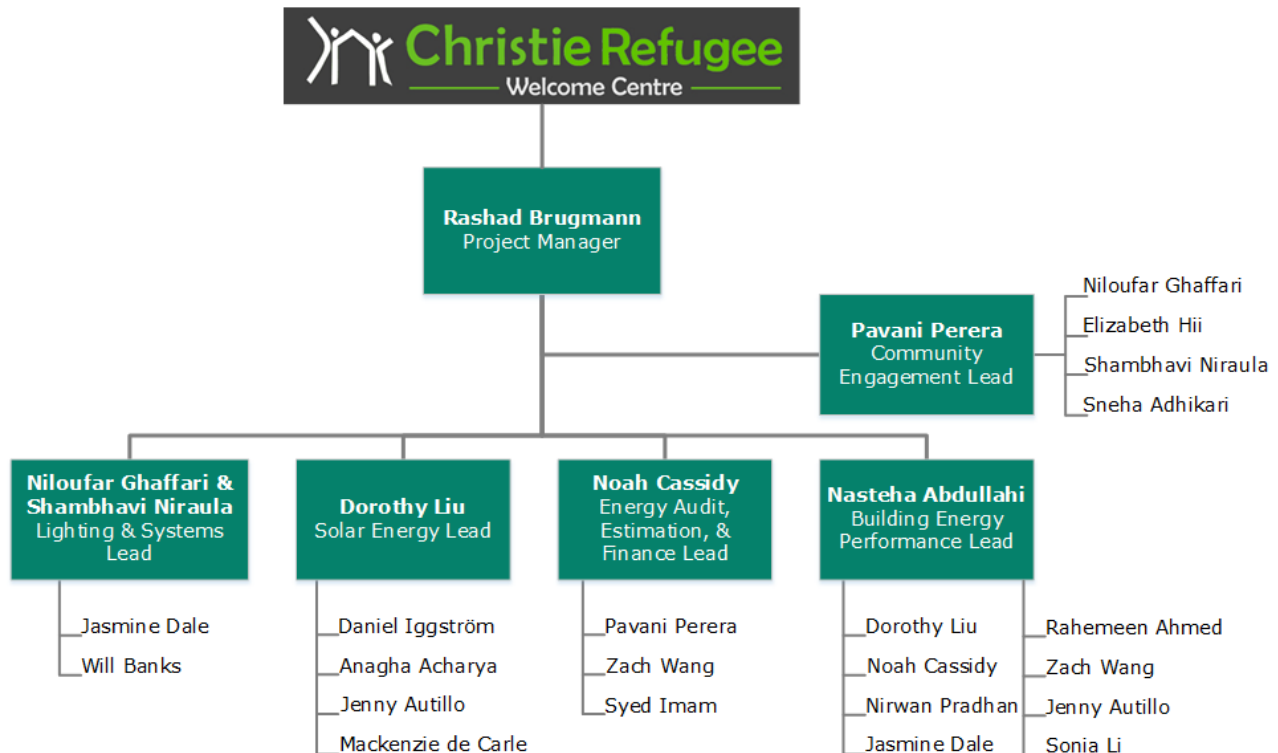 Christie Refugee
Welcome Centre
Rashad Brugmann
Project Manager
Pavani Perera
Community
Engagement Lead
Niloufar Ghaffari
Elizabeth Hii
Shambhavi Niraula
Sneha Adhikari
Niloufar Ghaffari &
Shambhavi Niraula
Lighting & Systems
Lead
Jasmine Dale
Will Banks
Dorothy Liu
Solar Energy Lead
Daniel Iggström
Anagha Acharya
Jenny Autillo
Mackenzie de Carle
Noah Cassidy
Energy Audit,
Estimation, &
Finance Lead
Pavani Perera
Zach Wang
Syed Imam
Nasteha Abdullahi
Building Energy
Performance Lead
Dorothy Liu
Noah Cassidy
Nirwan Pradhan
Jasmine Dale
Rahemeen Ahmed
Zach Wang
Jenny Autillo
Sonia Li